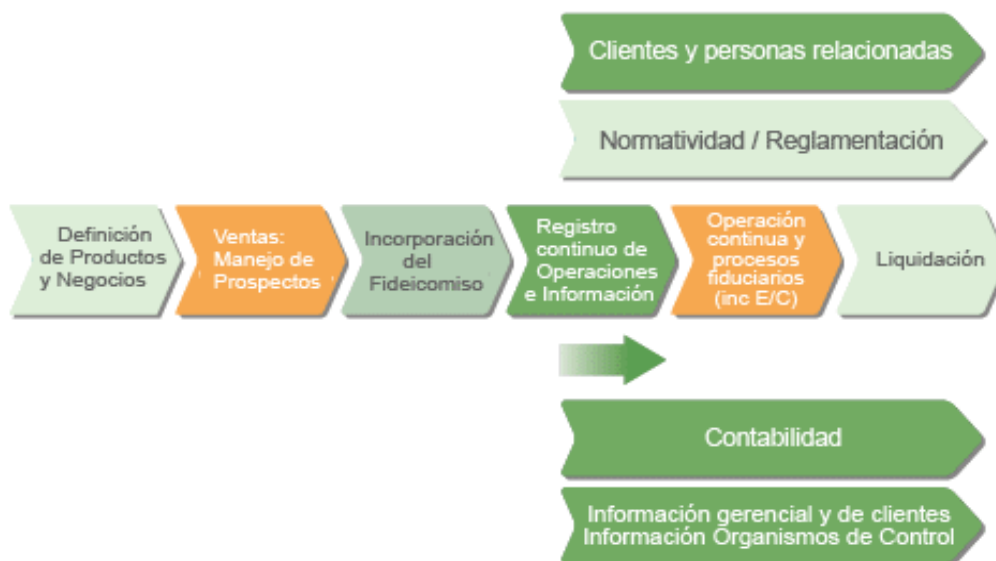 Clientes y personas relacionadas
Normatividad / Reglamentación
Definición
de Productos
y Negocios
Ventas:
Manejo de
Prospectos
Incorporación
del
Fideicomiso
Registro
continuo de
Operaciones
e Información
Operación
continua y
procesos
fiduciarios
(inc E/C)
Liquidación
Contabilidad
Información gerencial y de clientes
Información Organismos de Control